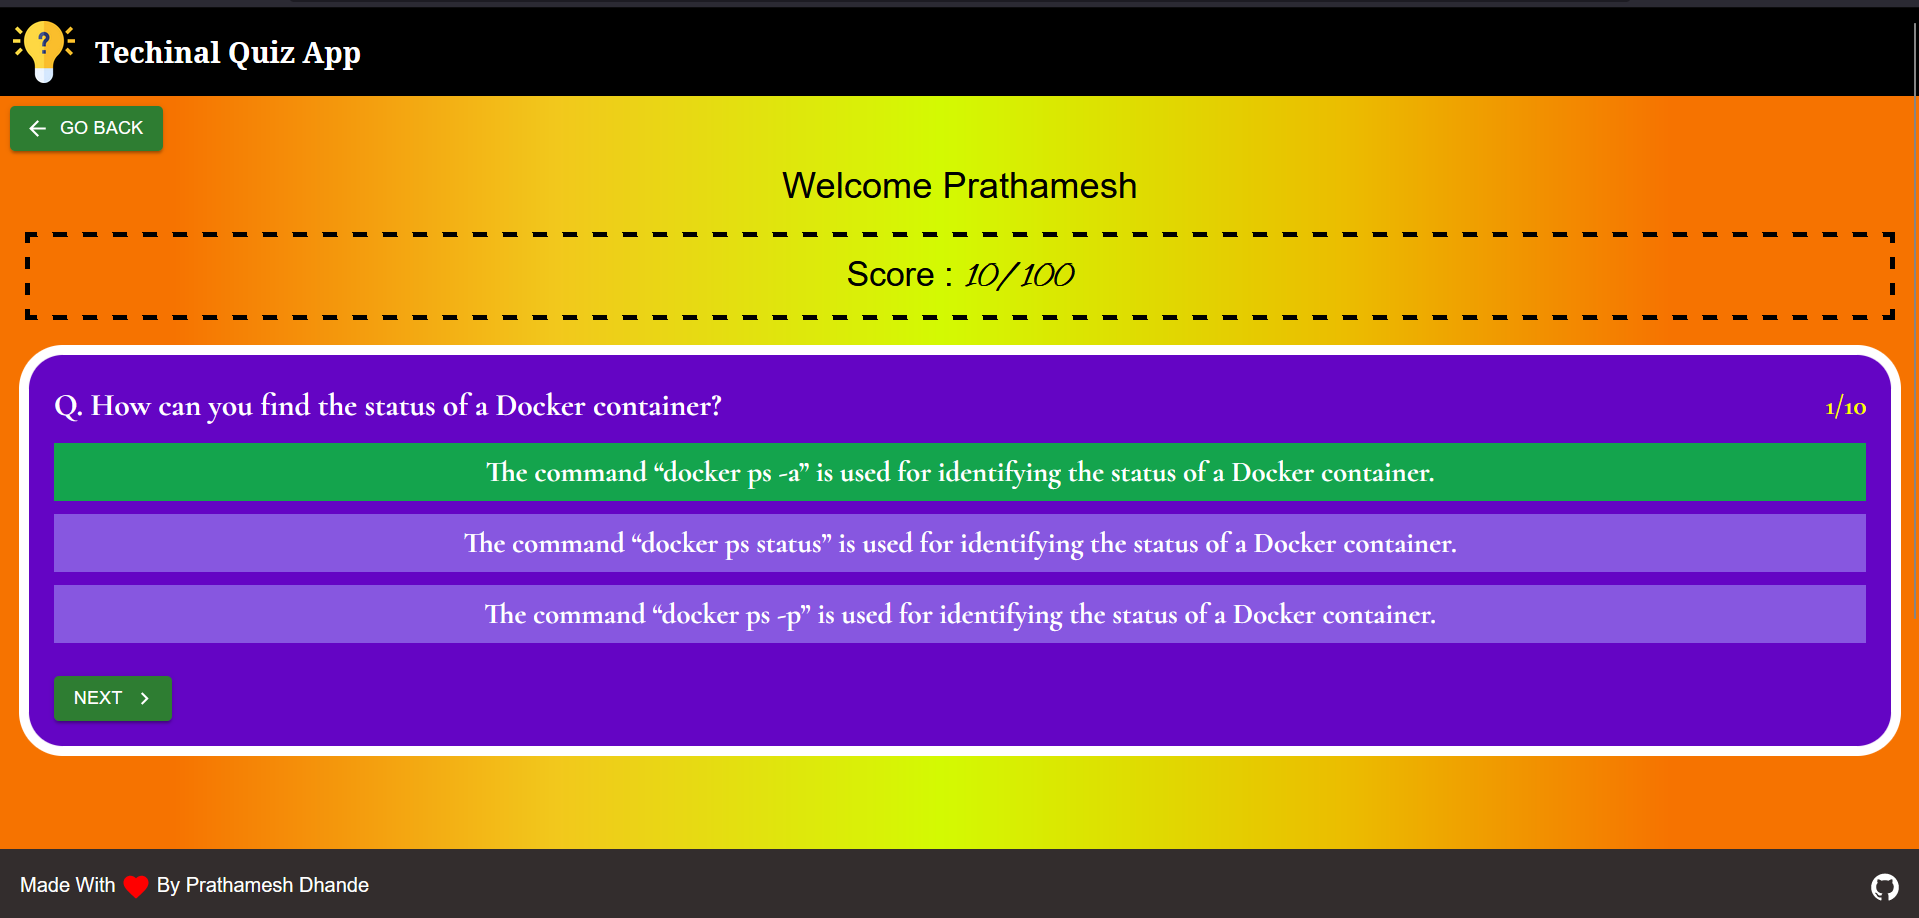 ?
Techinal Quiz App
GO BACK
Welcome Prathamesh
Score : 10/100
Q. How can you find the status of a Docker container?
1/10
The command “docker ps -a” is used for identifying the status of a Docker container.
The command “docker ps status” is used for identifying the status of a Docker container.
The command “docker ps -p” is used for identifying the status of a Docker container.
NEXT
Made With By Prathamesh Dhande